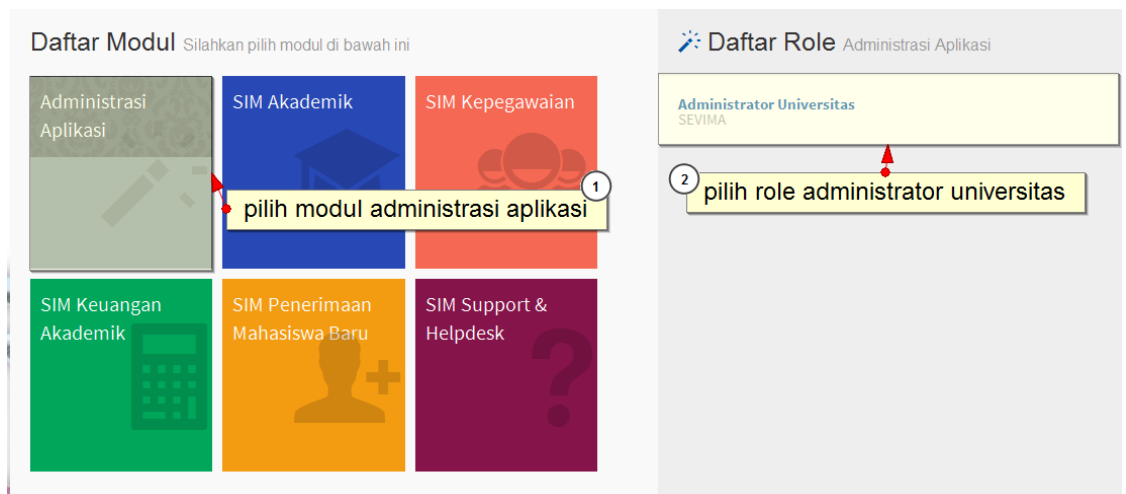 Daftar Modul Silahkan pilih modul di bawah ini
Administrasi
Aplikasi
SIM Akademik
SIM Kepegawaian
1
pilih modul administrasi aplikasi
SIM Keuangan
Akademik
SIM Penerimaan
Mahasiswa Baru
SIM Support &
Helpdesk
?
Daftar Role Administrasi Aplikasi
Administrator Universitas
SEVIMA
2
pilih role administrator universitas